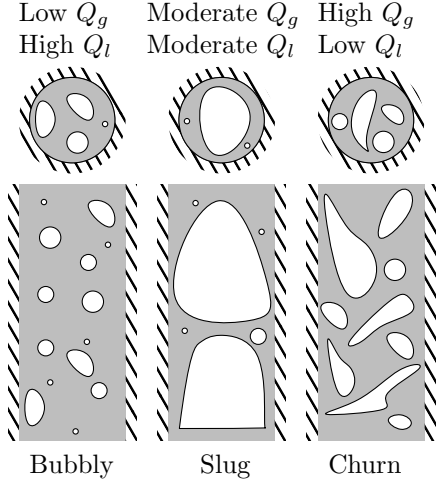 Low Q_g
High Q_l
Moderate Q_g
Moderate Q_l
High Q_g
Low Q_l
Bubbly
Slug
Churn